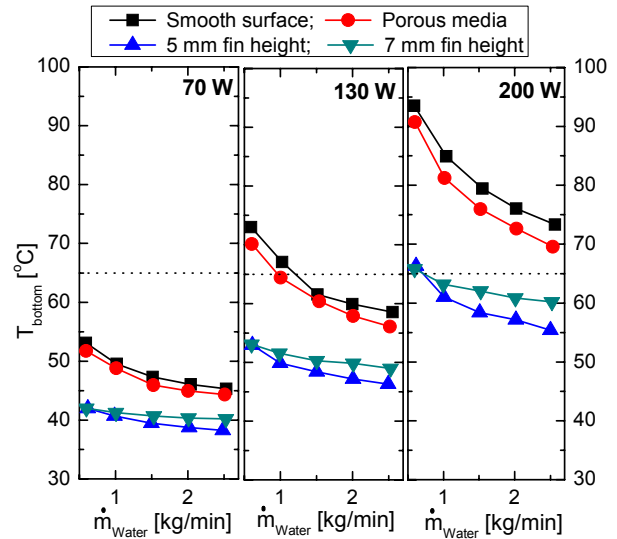 Smooth surface; Porous media
5 mm fin height; 7 mm fin height
100 70 W 130 W 200 W 100
90 90
80 80
70 70
60 60
50 50
40 40
30 30
T_bottom [°C]
1 2 1 2 1 2
ṁ_Water [kg/min] ṁ_Water [kg/min] ṁ_Water [kg/min]